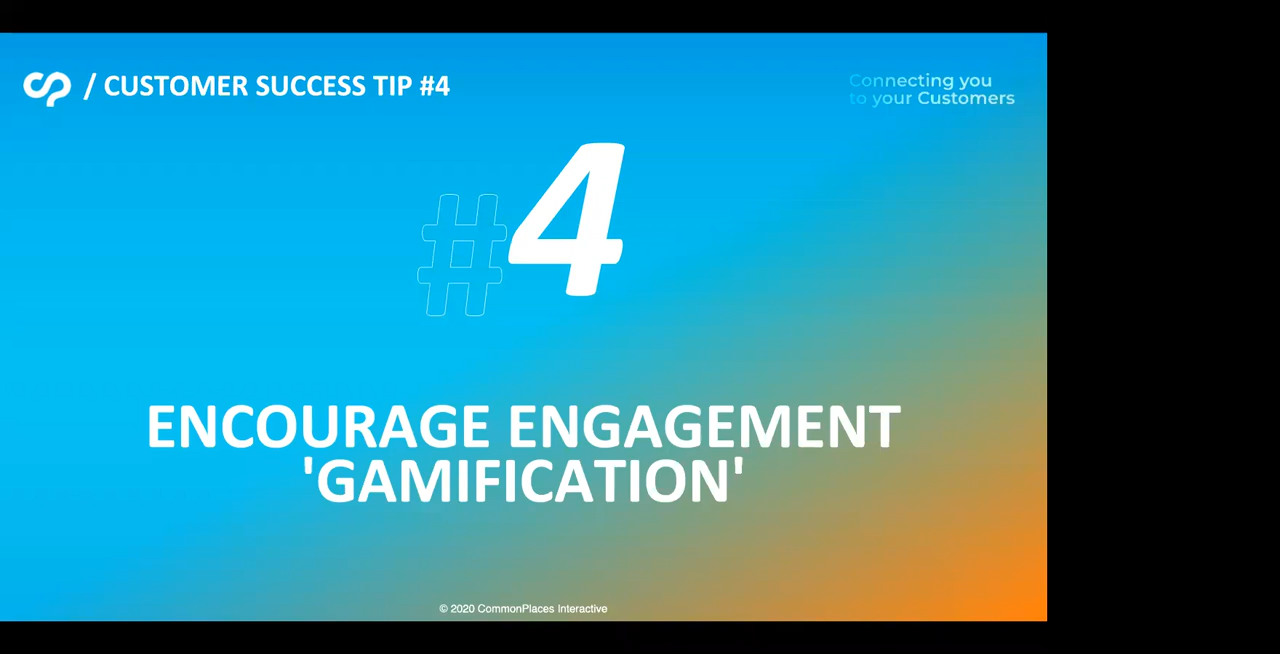 / CUSTOMER SUCCESS TIP #4
Connecting you
to your Customers
#4
ENCOURAGE ENGAGEMENT
'GAMIFICATION'
© 2020 CommonPlaces Interactive